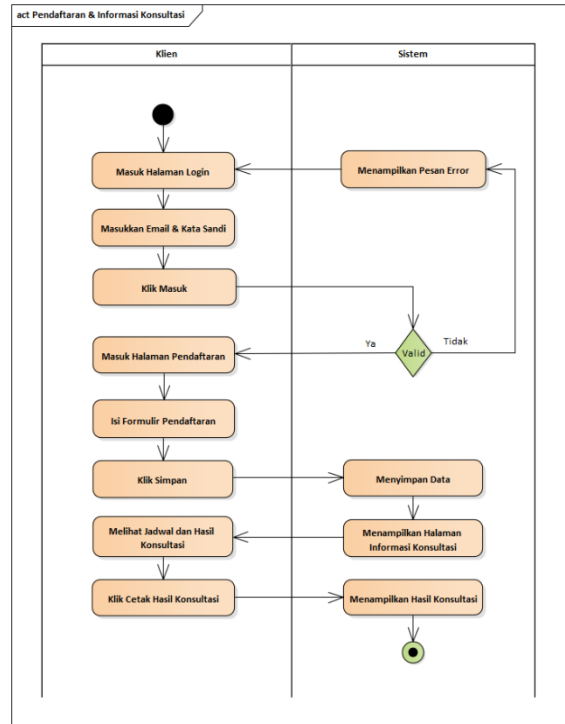 act Pendaftaran & Informasi Konsultasi
Klien
Sistem
Masuk Halaman Login
Menampilkan Pesan Error
Masukkan Email & Kata Sandi
Klik Masuk
Valid
Ya
Tidak
Masuk Halaman Pendaftaran
Isi Formulir Pendaftaran
Klik Simpan
Menyimpan Data
Melihat Jadwal dan Hasil
Konsultasi
Menampilkan Halaman
Informasi Konsultasi
Klik Cetak Hasil Konsultasi
Menampilkan Hasil Konsultasi